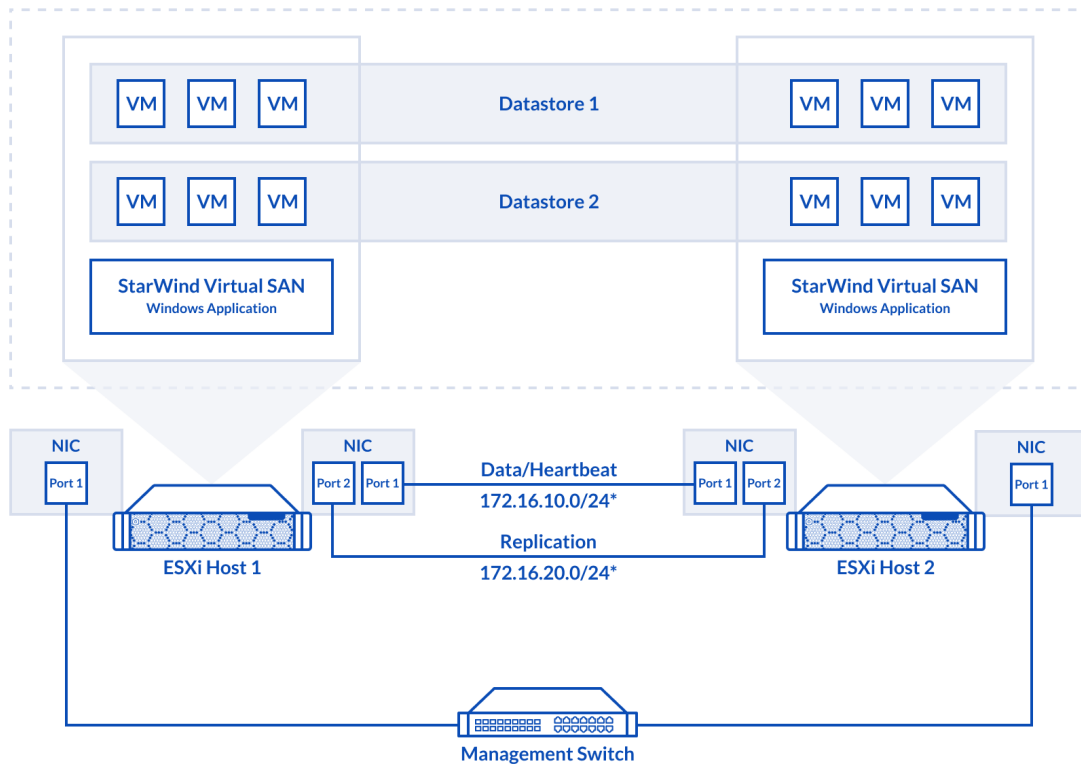 VM VM VM Datastore 1 VM VM VM
VM VM VM Datastore 2 VM VM VM
StarWind Virtual SAN
Windows Application
StarWind Virtual SAN
Windows Application
NIC
Port 1
NIC
Port 2 Port 1
Data/Heartbeat
172.16.10.0/24*
NIC
Port 1 Port 2
NIC
Port 1
Replication
172.16.20.0/24*
ESXi Host 1
ESXi Host 2
Management Switch